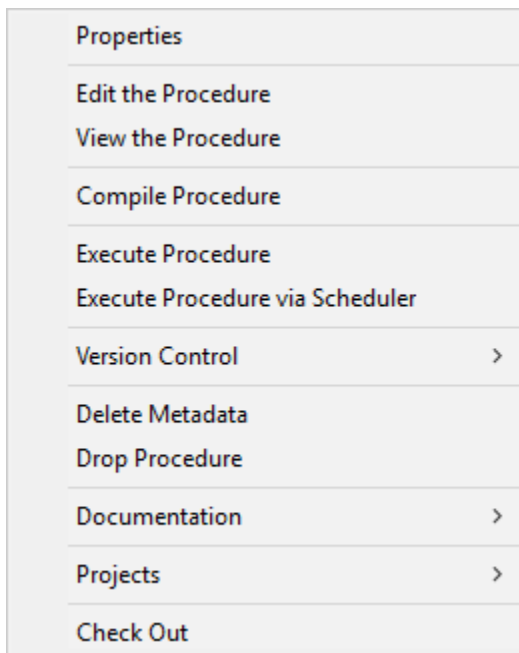 Properties
Edit the Procedure
View the Procedure
Compile Procedure
Execute Procedure
Execute Procedure via Scheduler
Version Control
Delete Metadata
Drop Procedure
Documentation
Projects
Check Out